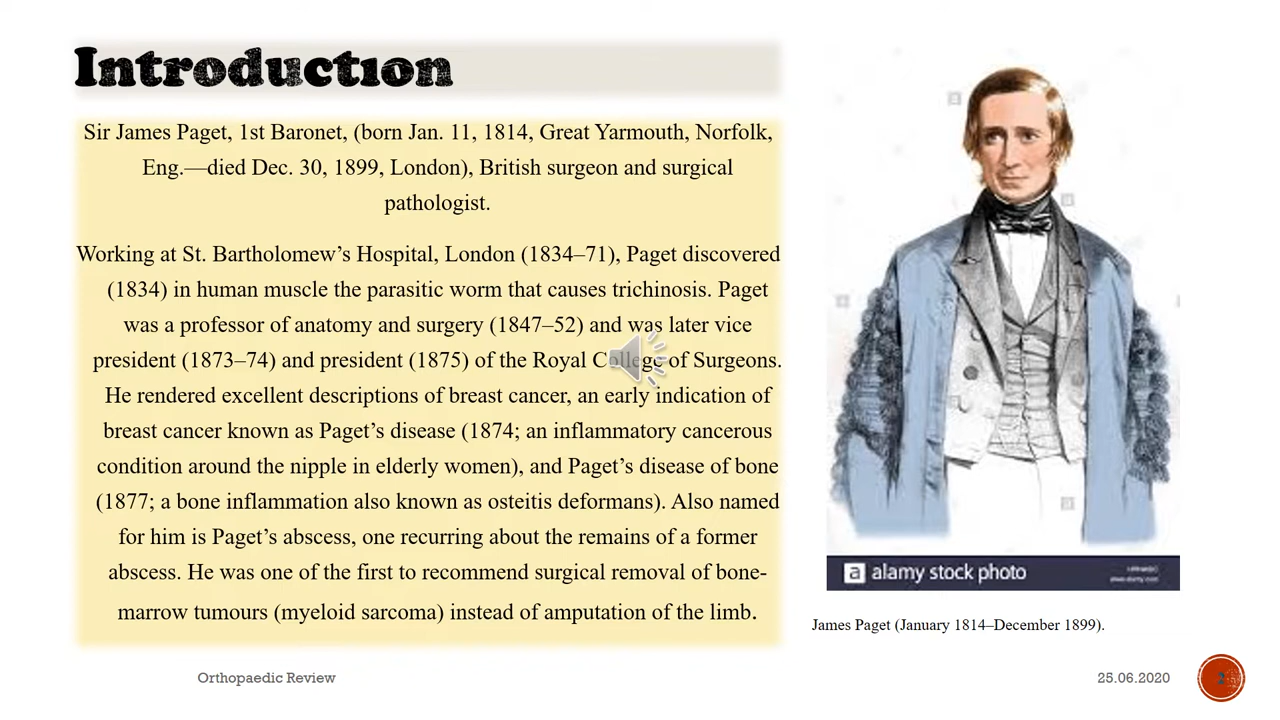 Introduction
Sir James Paget, 1st Baronet, (born Jan. 11, 1814, Great Yarmouth, Norfolk,
Eng.—died Dec. 30, 1899, London), British surgeon and surgical
pathologist.
Working at St. Bartholomew’s Hospital, London (1834–71), Paget discovered
(1834) in human muscle the parasitic worm that causes trichinosis. Paget
was a professor of anatomy and surgery (1847–52) and was later vice
president (1873–74) and president (1875) of the Royal College of Surgeons.
He rendered excellent descriptions of breast cancer, an early indication of
breast cancer known as Paget’s disease (1874; an inflammatory cancerous
condition around the nipple in elderly women), and Paget’s disease of bone
(1877; a bone inflammation also known as osteitis deformans). Also named
for him is Paget’s abscess, one recurring about the remains of a former
abscess. He was one of the first to recommend surgical removal of bone-
marrow tumours (myeloid sarcoma) instead of amputation of the limb.
a alamy stock photo
James Paget (January 1814–December 1899).
Orthopaedic Review
25.06.2020
2